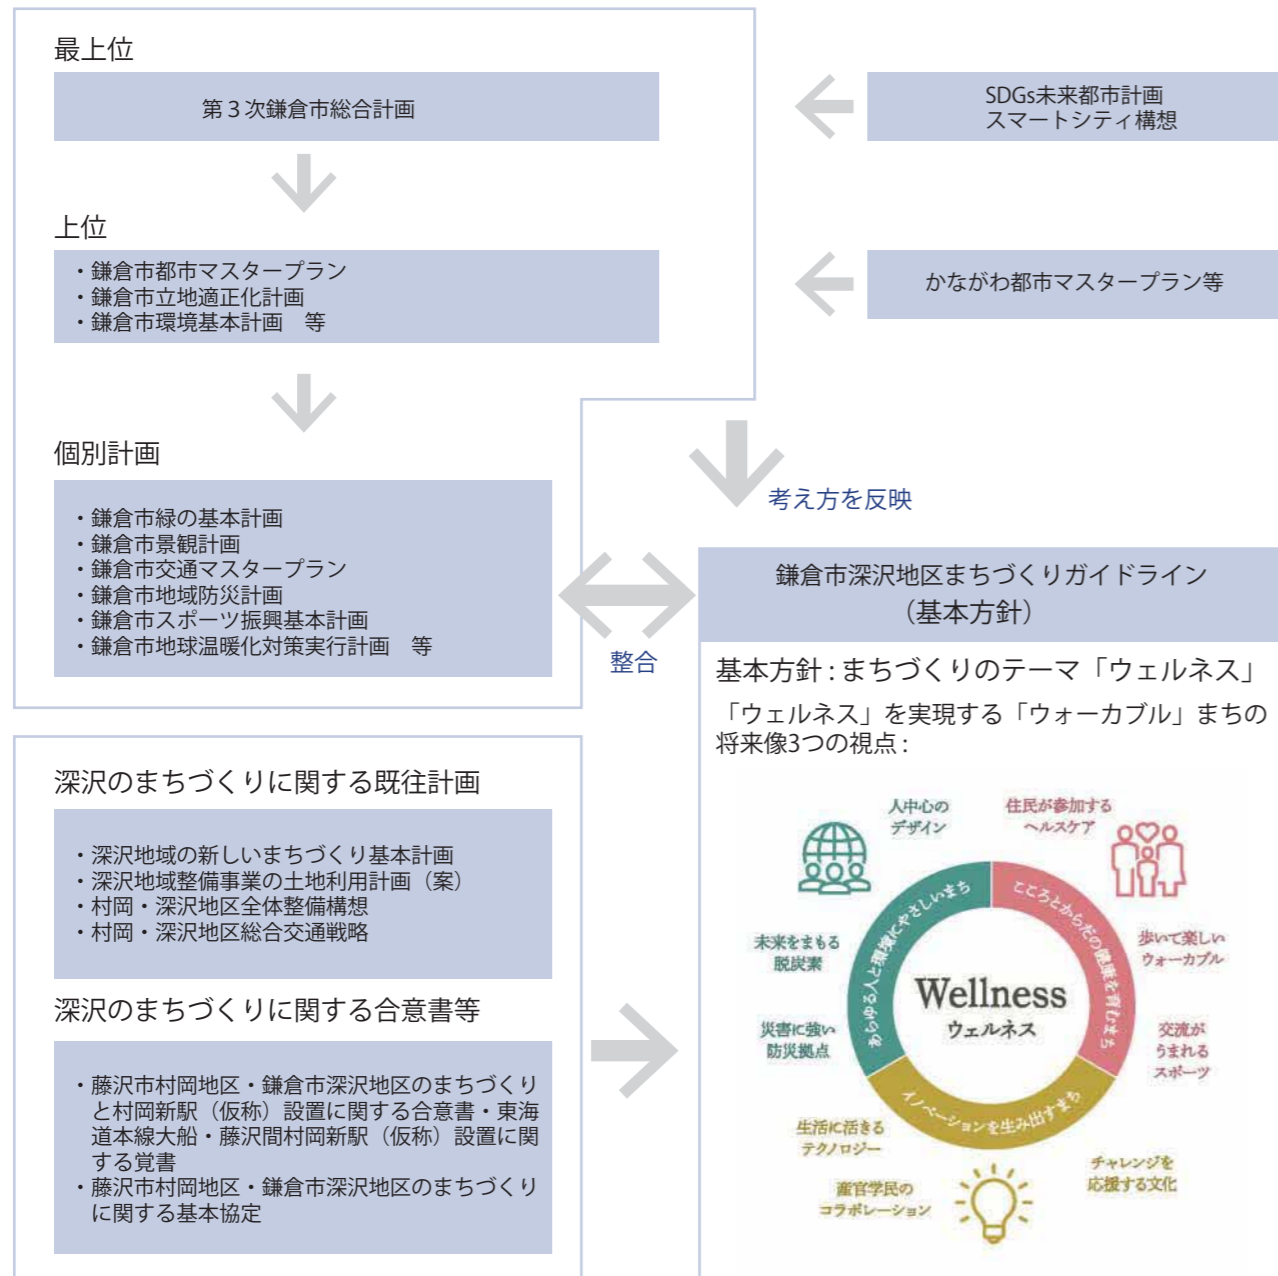 最上位
第３次鎌倉市総合計画
SDGs未来都市計画
スマートシティ構想
上位
・鎌倉市都市マスタープラン
・鎌倉市立地適正化計画
・鎌倉市環境基本計画　等
かながわ都市マスタープラン等
個別計画
・鎌倉市緑の基本計画
・鎌倉市景観計画
・鎌倉市交通マスタープラン
・鎌倉市地域防災計画
・鎌倉市スポーツ振興基本計画
・鎌倉市地球温暖化対策実行計画　等
考え方を反映
整合
鎌倉市深沢地区まちづくりガイドライン
（基本方針）
基本方針：まちづくりのテーマ「ウェルネス」
「ウェルネス」を実現する「ウォーカブル」まちの
将来像3つの視点：
人中心の
デザイン
住民が参加する
ヘルスケア
未来をまもる
脱炭素
歩いて楽しい
ウォーカブル
災害に強い
防災拠点
交流が
うまれる
スポーツ
生活に活きる
テクノロジー
チャレンジを
応援する文化
産官学民の
コラボレーション
あらゆる人と環境にやさしいまち
こころとからだの健康を育むまち
イノベーションを生み出すまち
Wellness
ウェルネス
深沢のまちづくりに関する既往計画
・深沢地域の新しいまちづくり基本計画
・深沢地域整備事業の土地利用計画（案）
・村岡・深沢地区全体整備構想
・村岡・深沢地区総合交通戦略
深沢のまちづくりに関する合意書等
・藤沢市村岡地区・鎌倉市深沢地区のまちづくり
と村岡新駅（仮称）設置に関する合意書・東海
道本線大船・藤沢間村岡新駅（仮称）設置に関
する覚書
・藤沢市村岡地区・鎌倉市深沢地区のまちづくり
に関する基本協定